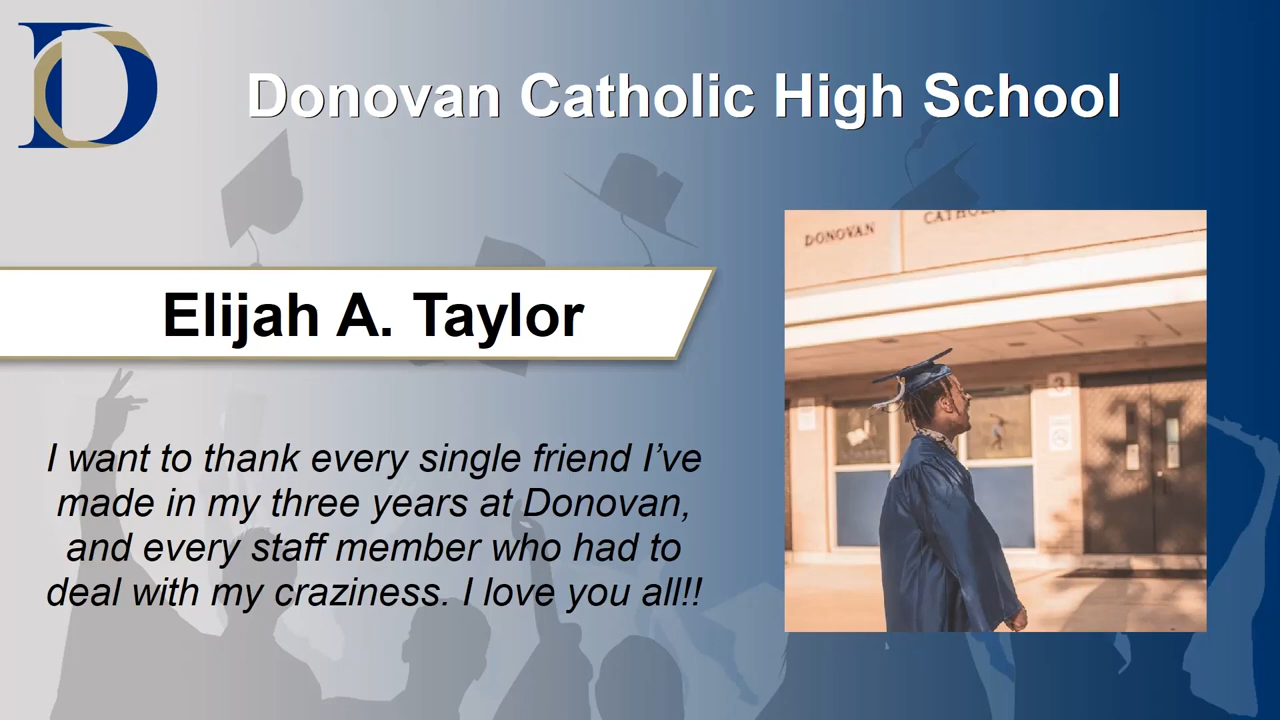 Donovan Catholic High School
DONOVAN
Elijah A. Taylor
I want to thank every single friend I’ve
made in my three years at Donovan,
and every staff member who had to
deal with my craziness. I love you all!!